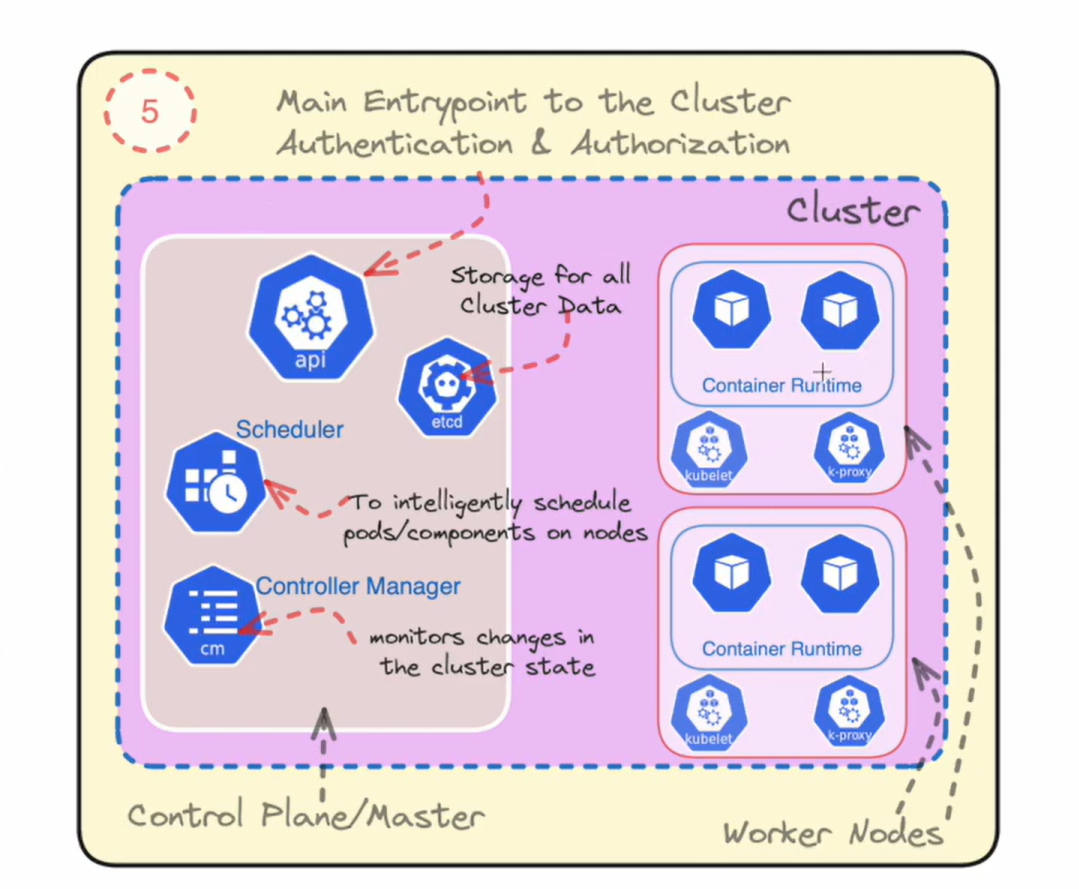 5
Main Entrypoint to the Cluster
Authentication & Authorization
Cluster
api
Storage for all
Cluster Data
etcd
Scheduler
To intelligently schedule
pods/components on nodes
Controller Manager
cm
monitors changes in
the cluster state
Container Runtime
kubelet
k-proxy
Container Runtime
kubelet
k-proxy
Control Plane/Master
Worker Nodes